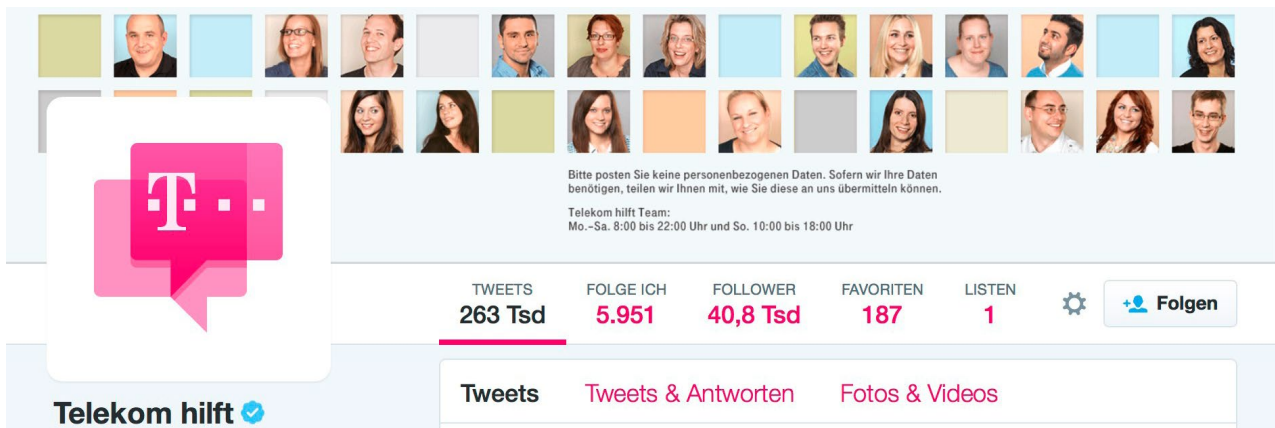 Bitte posten Sie keine personenbezogenen Daten. Sofern wir Ihre Daten
benötigen, teilen wir Ihnen mit, wie Sie diese an uns übermitteln können.
Telekom hilft Team:
Mo.–Sa. 8:00 bis 22:00 Uhr und So. 10:00 bis 18:00 Uhr
T
TWEETS FOLGE ICH FOLLOWER FAVORITEN LISTEN
263 Tsd 5.951 40,8 Tsd 187 1
Folgen
Tweets Tweets & Antworten Fotos & Videos
Telekom hilft